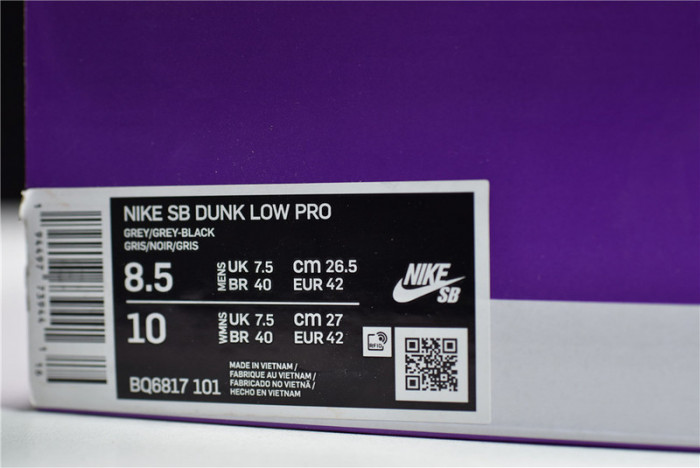 NIKE SB DUNK LOW PRO
GREY/GREY-BLACK
GRIS/NOIR/GRIS
8.5 MENS UK 7.5 cm 26.5
BR 40 EUR 42
10 WMNS UK 7.5 cm 27
BR 40 EUR 42
NIKE
SB
RFID
BQ6817 101
MADE IN VIETNAM /
FABRIQUE AU VIETNAM /
FABRICADO NO VIETNÃ /
HECHO EN VIETNAM